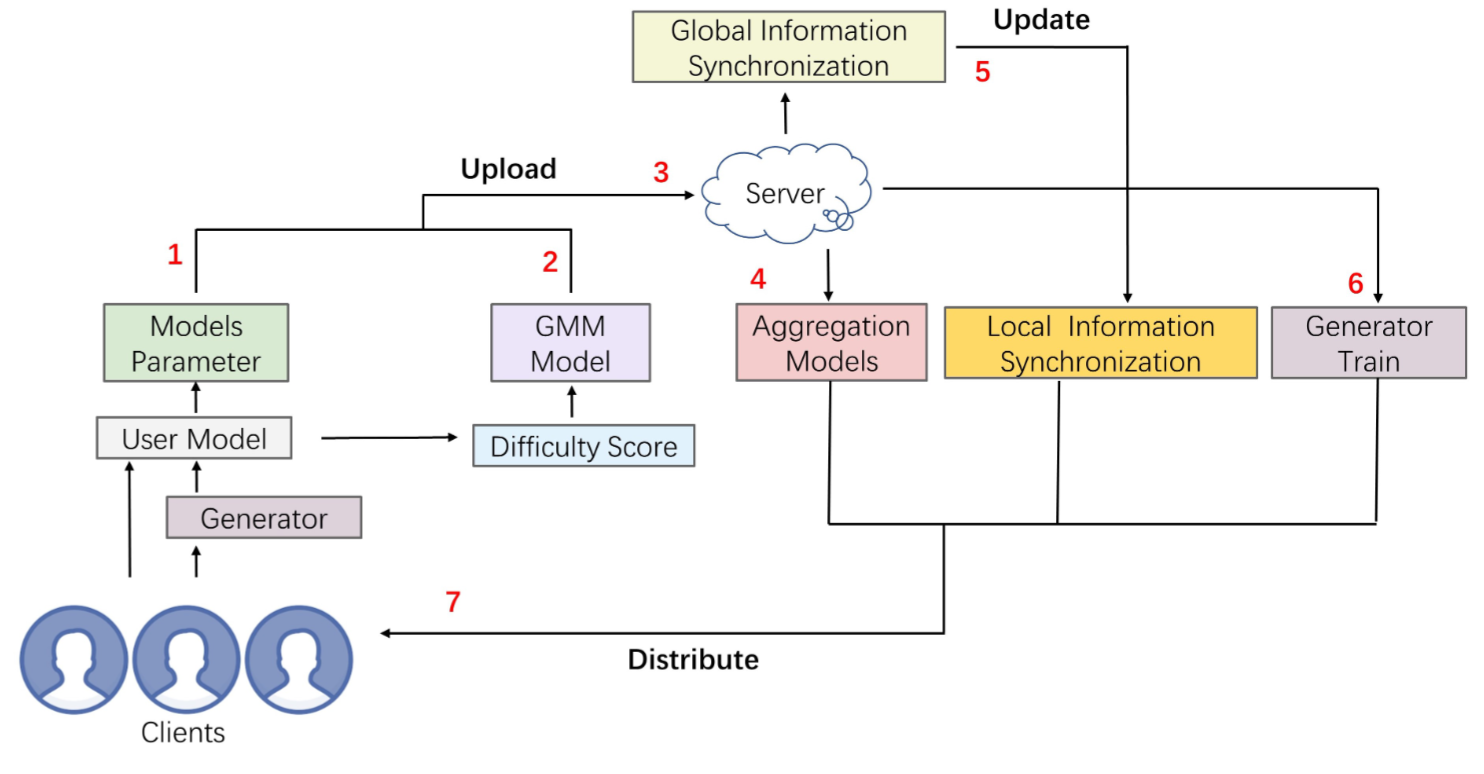 Global Information
Synchronization
Update
5
Upload
3
Server
1
2
4
6
Models
Parameter
GMM
Model
Aggregation
Models
Local Information
Synchronization
Generator
Train
User Model
Difficulty Score
Generator
7
Distribute
Clients